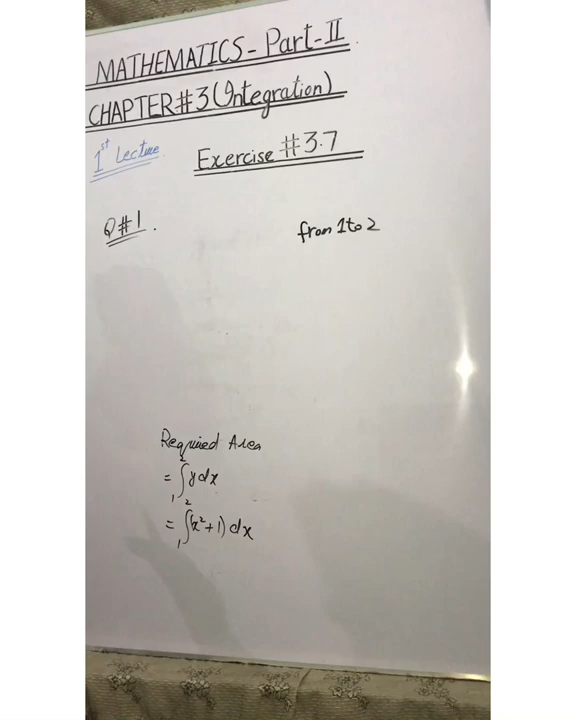 MATHEMATICS - Part-II
CHAPTER # 3 (Integration)
1st Lecture Exercise # 3.7
Q # 1. from 1 to 2
Required Area
= ∫₁² y dx
= ∫₁² (x² + 1) dx